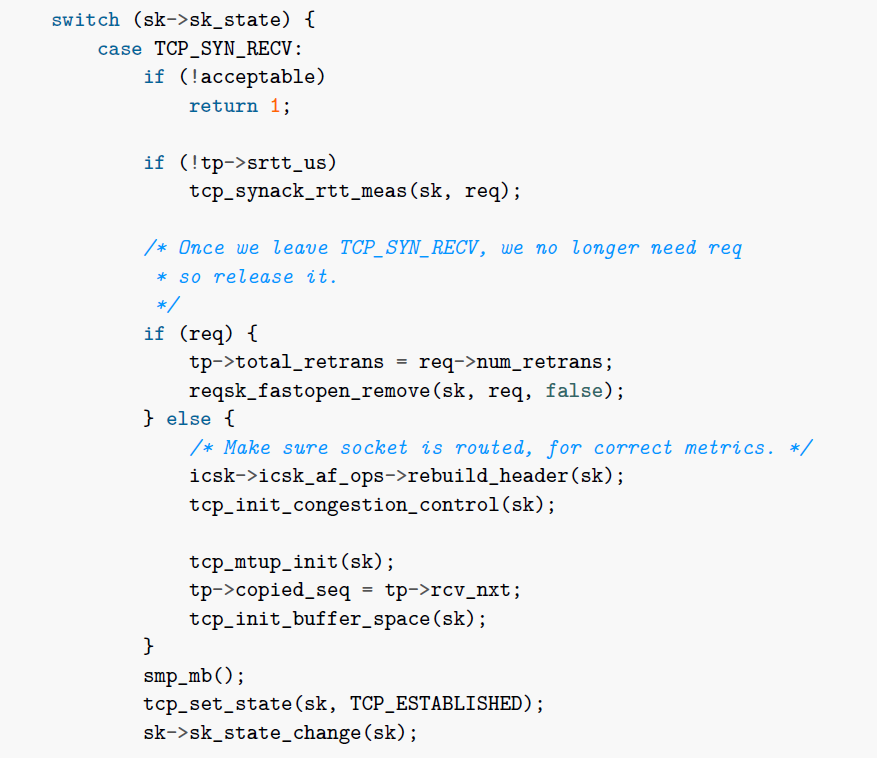 switch (sk->sk_state) {
    case TCP_SYN_RECV:
        if (!acceptable)
            return 1;

        if (!tp->srtt_us)
            tcp_synack_rtt_meas(sk, req);

        /* Once we leave TCP_SYN_RECV, we no longer need req
         * so release it.
         */
        if (req) {
            tp->total_retrans = req->num_retrans;
            reqsk_fastopen_remove(sk, req, false);
        } else {
            /* Make sure socket is routed, for correct metrics. */
            icsk->icsk_af_ops->rebuild_header(sk);
            tcp_init_congestion_control(sk);

            tcp_mtup_init(sk);
            tp->copied_seq = tp->rcv_nxt;
            tcp_init_buffer_space(sk);
        }
        smp_mb();
        tcp_set_state(sk, TCP_ESTABLISHED);
        sk->sk_state_change(sk);